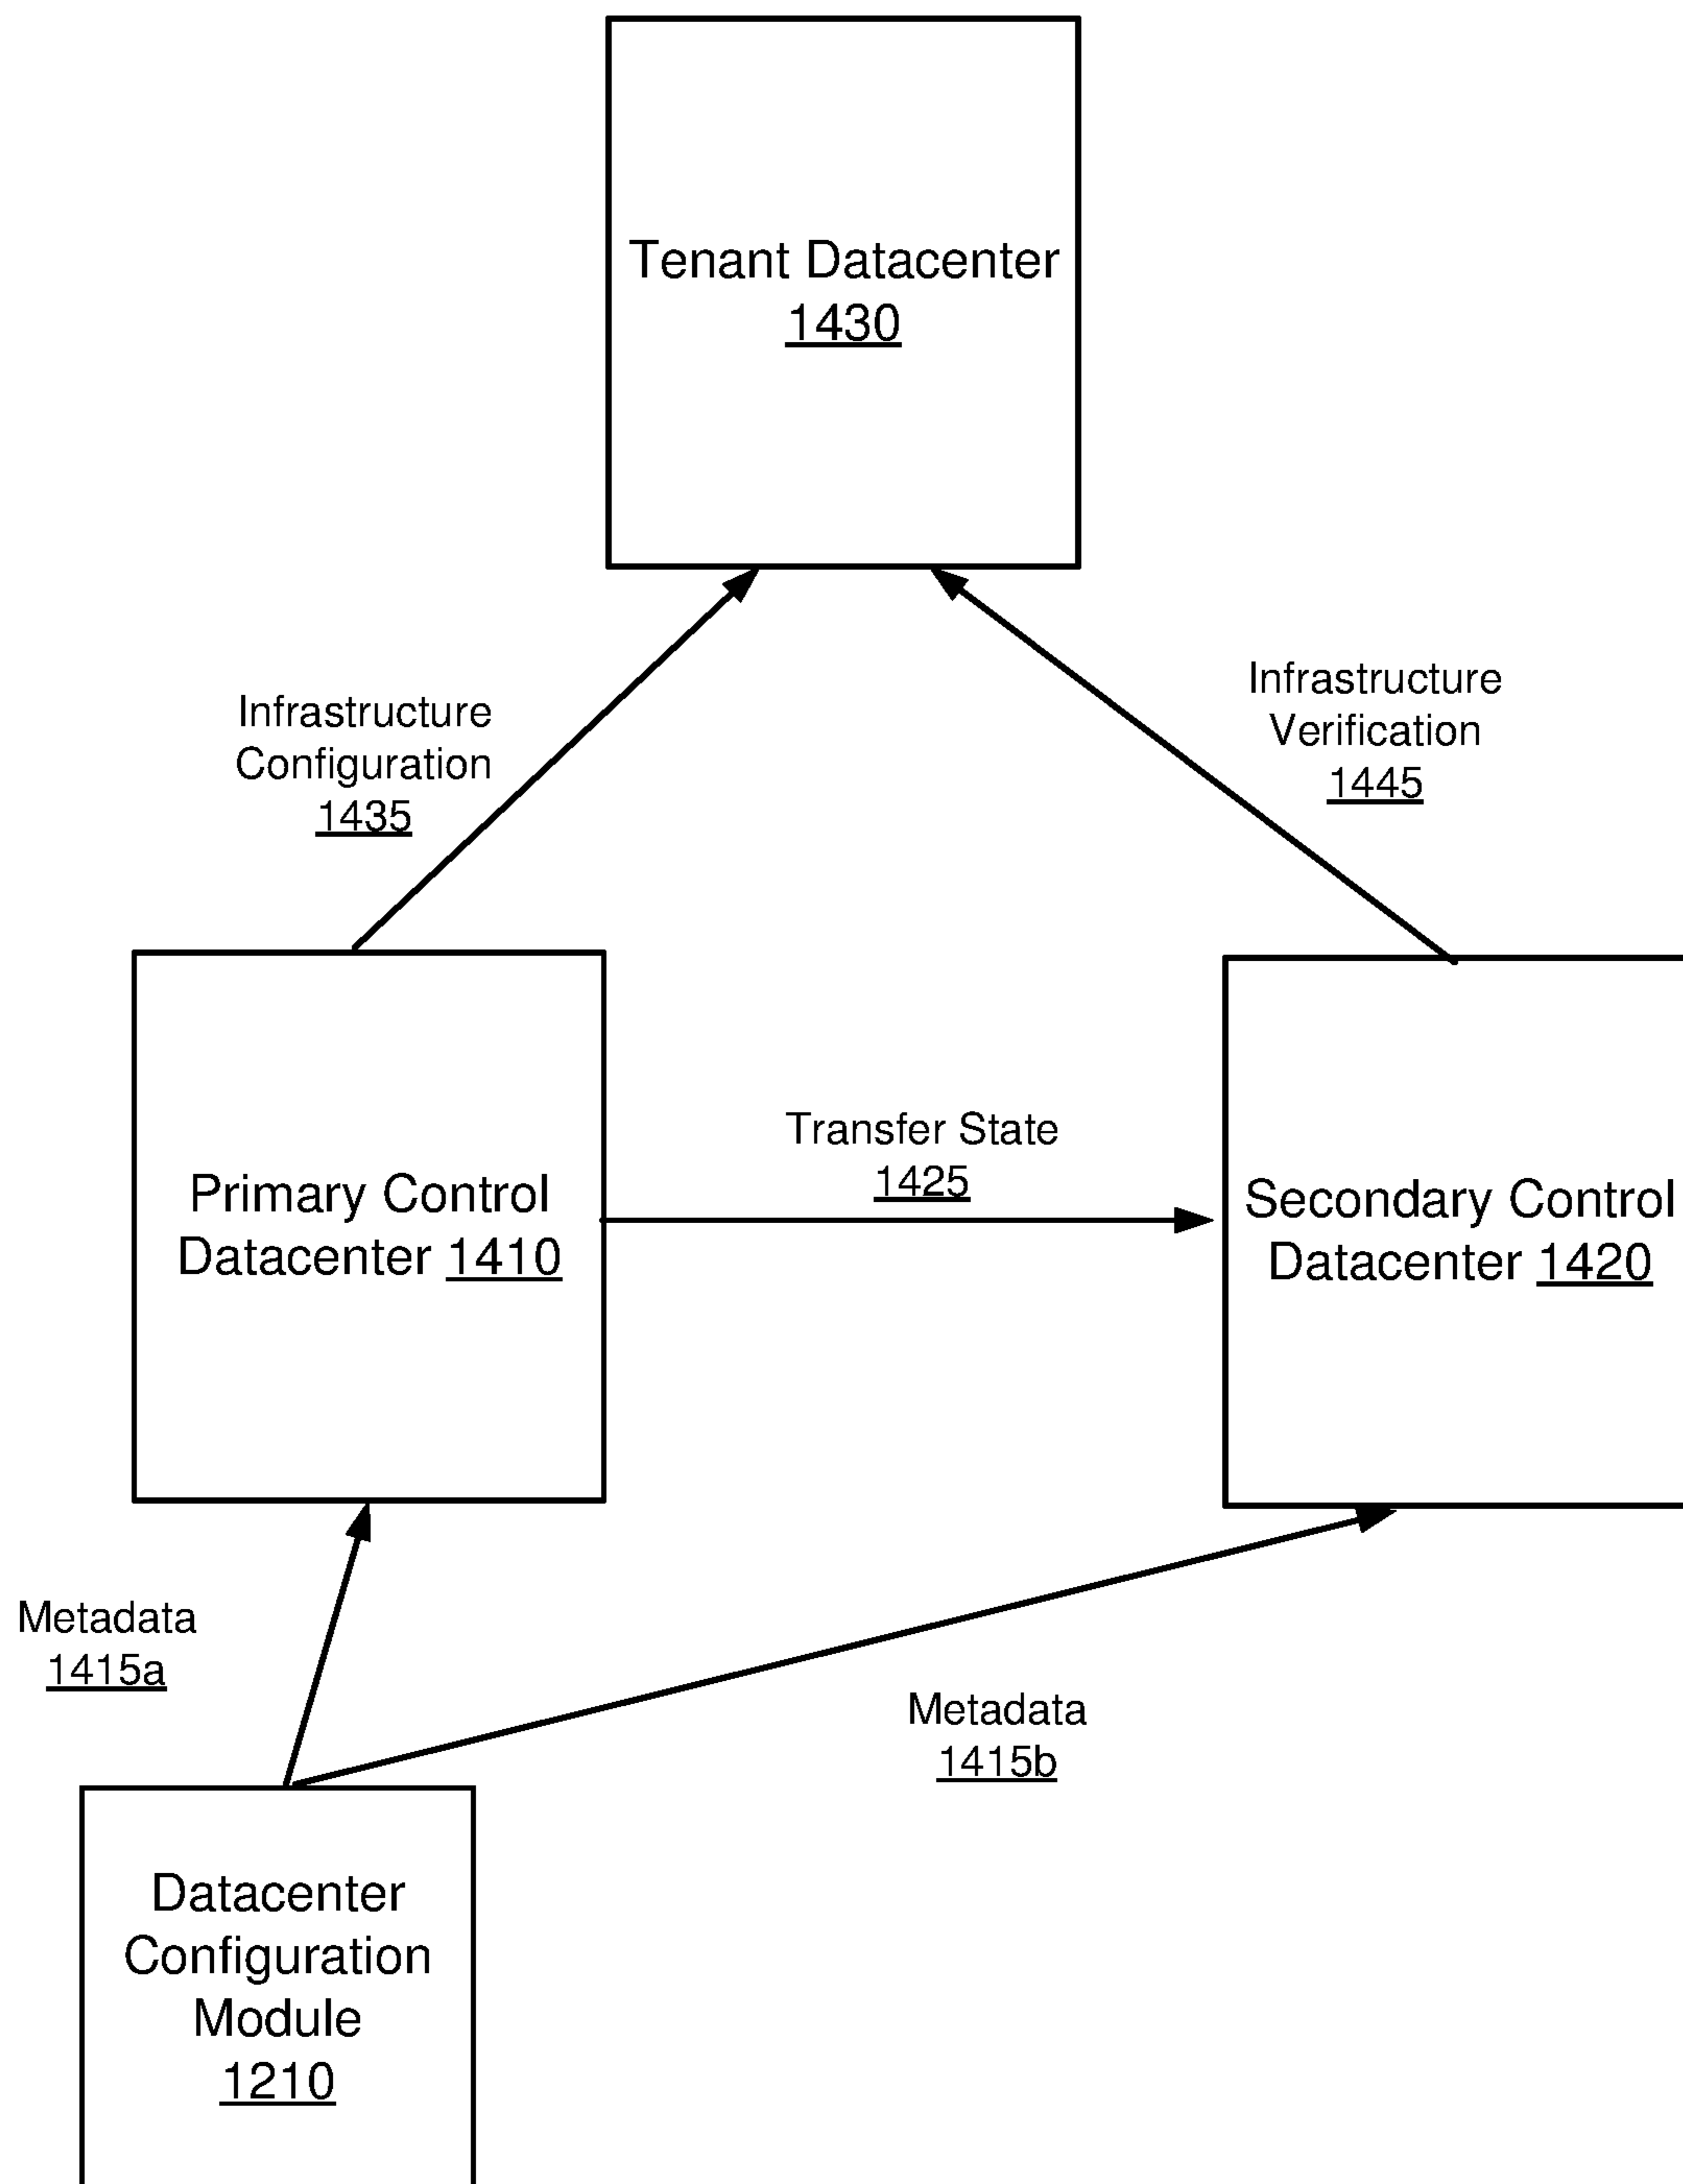 Tenant Datacenter
1430
Infrastructure
Configuration
1435
Infrastructure
Verification
1445
Primary Control
Datacenter 1410
Transfer State
1425
Secondary Control
Datacenter 1420
Metadata
1415a
Metadata
1415b
Datacenter
Configuration
Module
1210